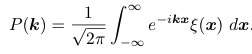 P(k) = \frac{1}{\sqrt{2\pi}} \int_{-\infty}^{\infty} e^{-ikx} \xi(x) \, dx.